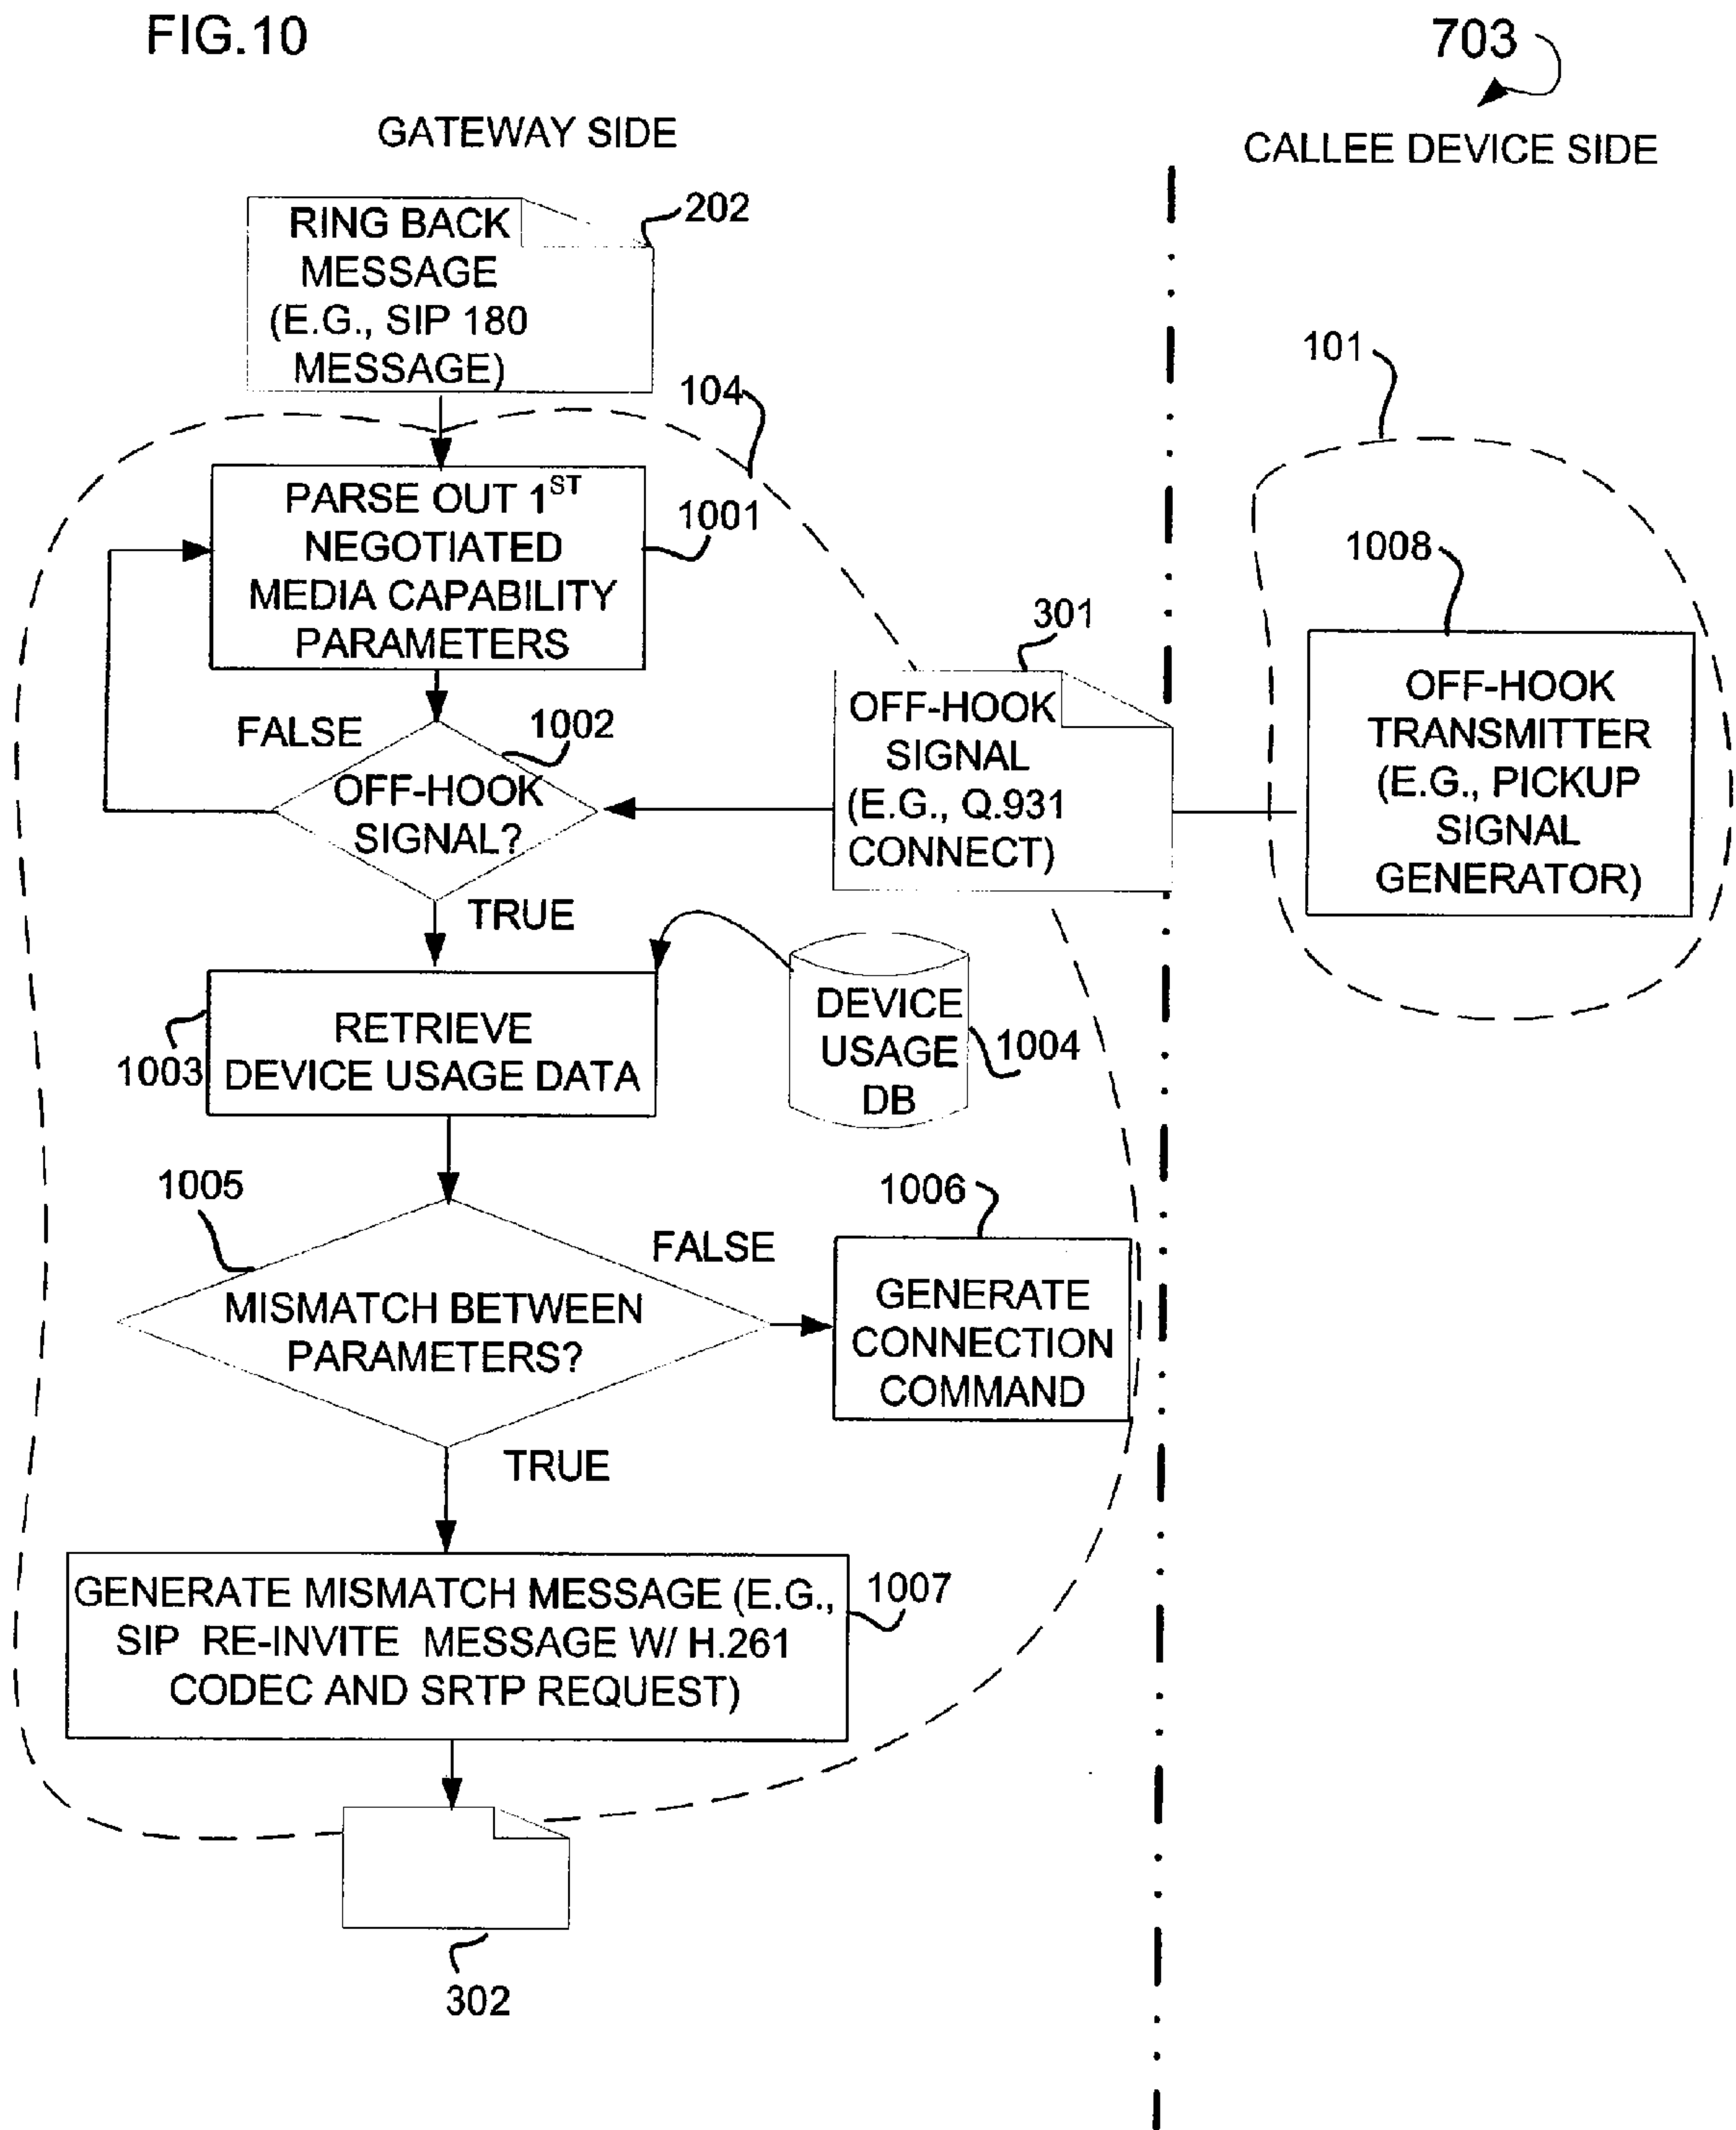 FIG.10
703
GATEWAY SIDE
CALLEE DEVICE SIDE
RING BACK
MESSAGE
(E.G., SIP 180
MESSAGE)
202
104
101
PARSE OUT 1ST
NEGOTIATED
MEDIA CAPABILITY
PARAMETERS
1001
1008
301
OFF-HOOK
SIGNAL
(E.G., Q.931
CONNECT)
OFF-HOOK
TRANSMITTER
(E.G., PICKUP
SIGNAL
GENERATOR)
FALSE
1002
OFF-HOOK
SIGNAL?
TRUE
RETRIEVE
DEVICE USAGE DATA
1003
DEVICE
USAGE
DB
1004
1005
MISMATCH BETWEEN
PARAMETERS?
FALSE
1006
GENERATE
CONNECTION
COMMAND
TRUE
GENERATE MISMATCH MESSAGE (E.G.,
SIP RE-INVITE MESSAGE W/ H.261
CODEC AND SRTP REQUEST)
1007
302